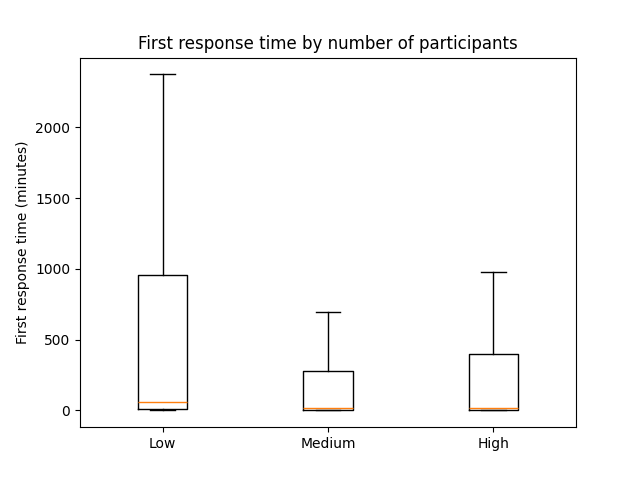 First response time by number of participants
First response time (minutes)
2000
1500
1000
500
0
Low
Medium
High